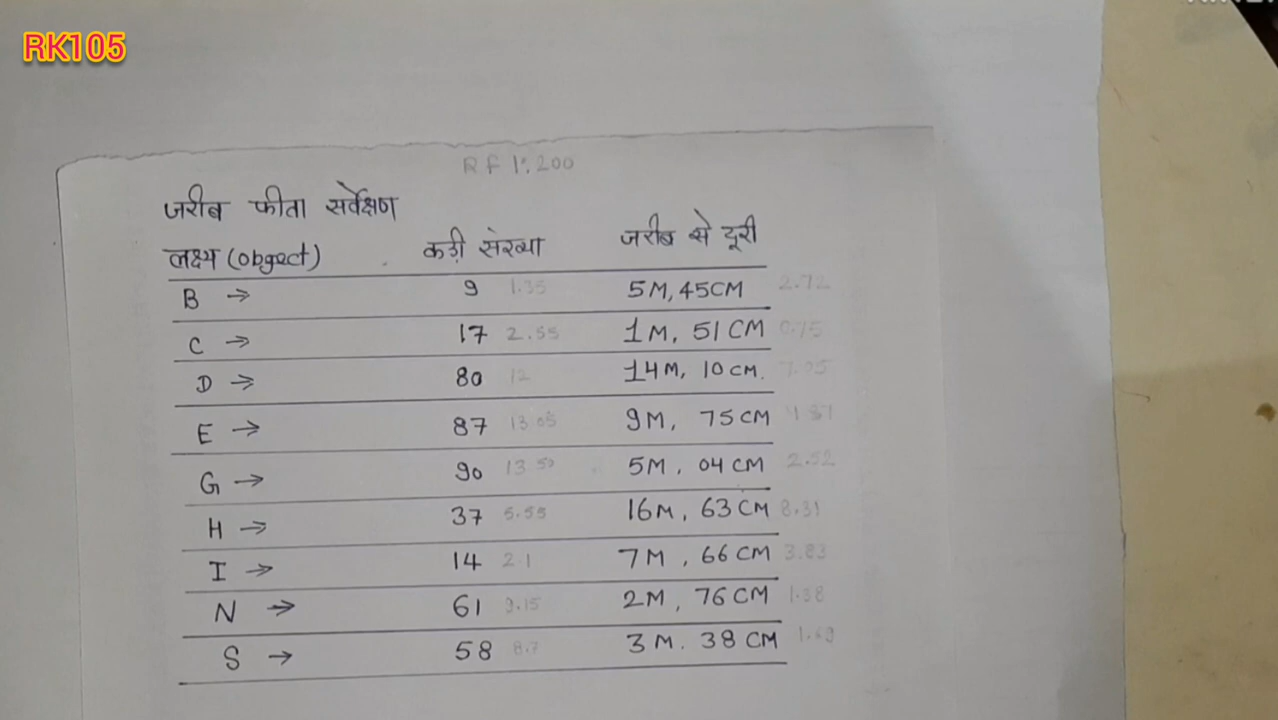 RK105
RF 1:200
जरीब फीता सर्वेक्षण
लक्ष्य (obgect) कड़ी संख्या जरीब से दूरी
B → 9 1.35 5M, 45CM 2.72
C → 17 2.55 1M, 51CM 0.75
D → 80 12 14M, 10CM. 7.05
E → 87 13.05 9M, 75CM 4.87
G → 90 13.50 5M, 04CM 2.52
H → 37 5.55 16M, 63CM 8.31
I → 14 2.1 7M, 66CM 3.83
N → 61 9.15 2M, 76CM 1.38
S → 58 8.7 3M. 38CM 1.69